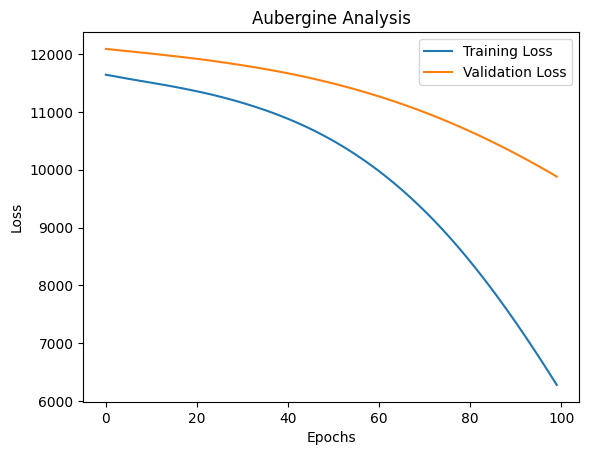 Aubergine Analysis
Training Loss
Validation Loss
12000
11000
10000
9000
8000
7000
6000
Loss
0 20 40 60 80 100
Epochs